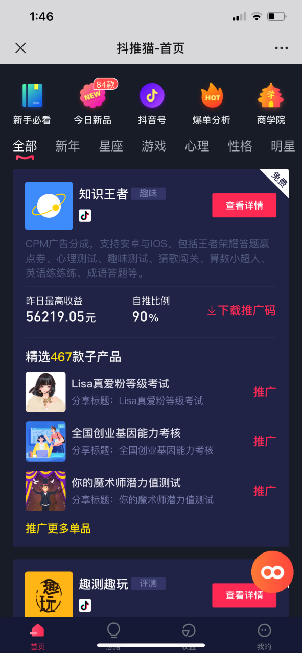 1:46
抖推猫-首页
84款
NEW
HOT
新手必看
今日新品
抖音号
爆单分析
商学院
全部
新年
星座
游戏
心理
性格
明星
免费
知识王者
趣味
查看详情
CPM广告分成，支持安卓与iOS，包括王者荣耀答题赢
点券、心理测试、趣味测试、猜歌闯关、算数小超人、
英语练练练、成语答题等。
昨日最高收益
自推比例
56219.05元
90%
下载推广码
精选467款子产品
Lisa真爱粉等级考试
分享标题：Lisa真爱粉等级考试
推广
全国创业基因能力考核
分享标题：全国创业基因能力考核
推广
你的魔术师潜力值测试
分享标题：你的魔术师潜力值测试
推广
推广更多单品
趣测趣玩
评测
查看详情
趣
玩
首页
我的